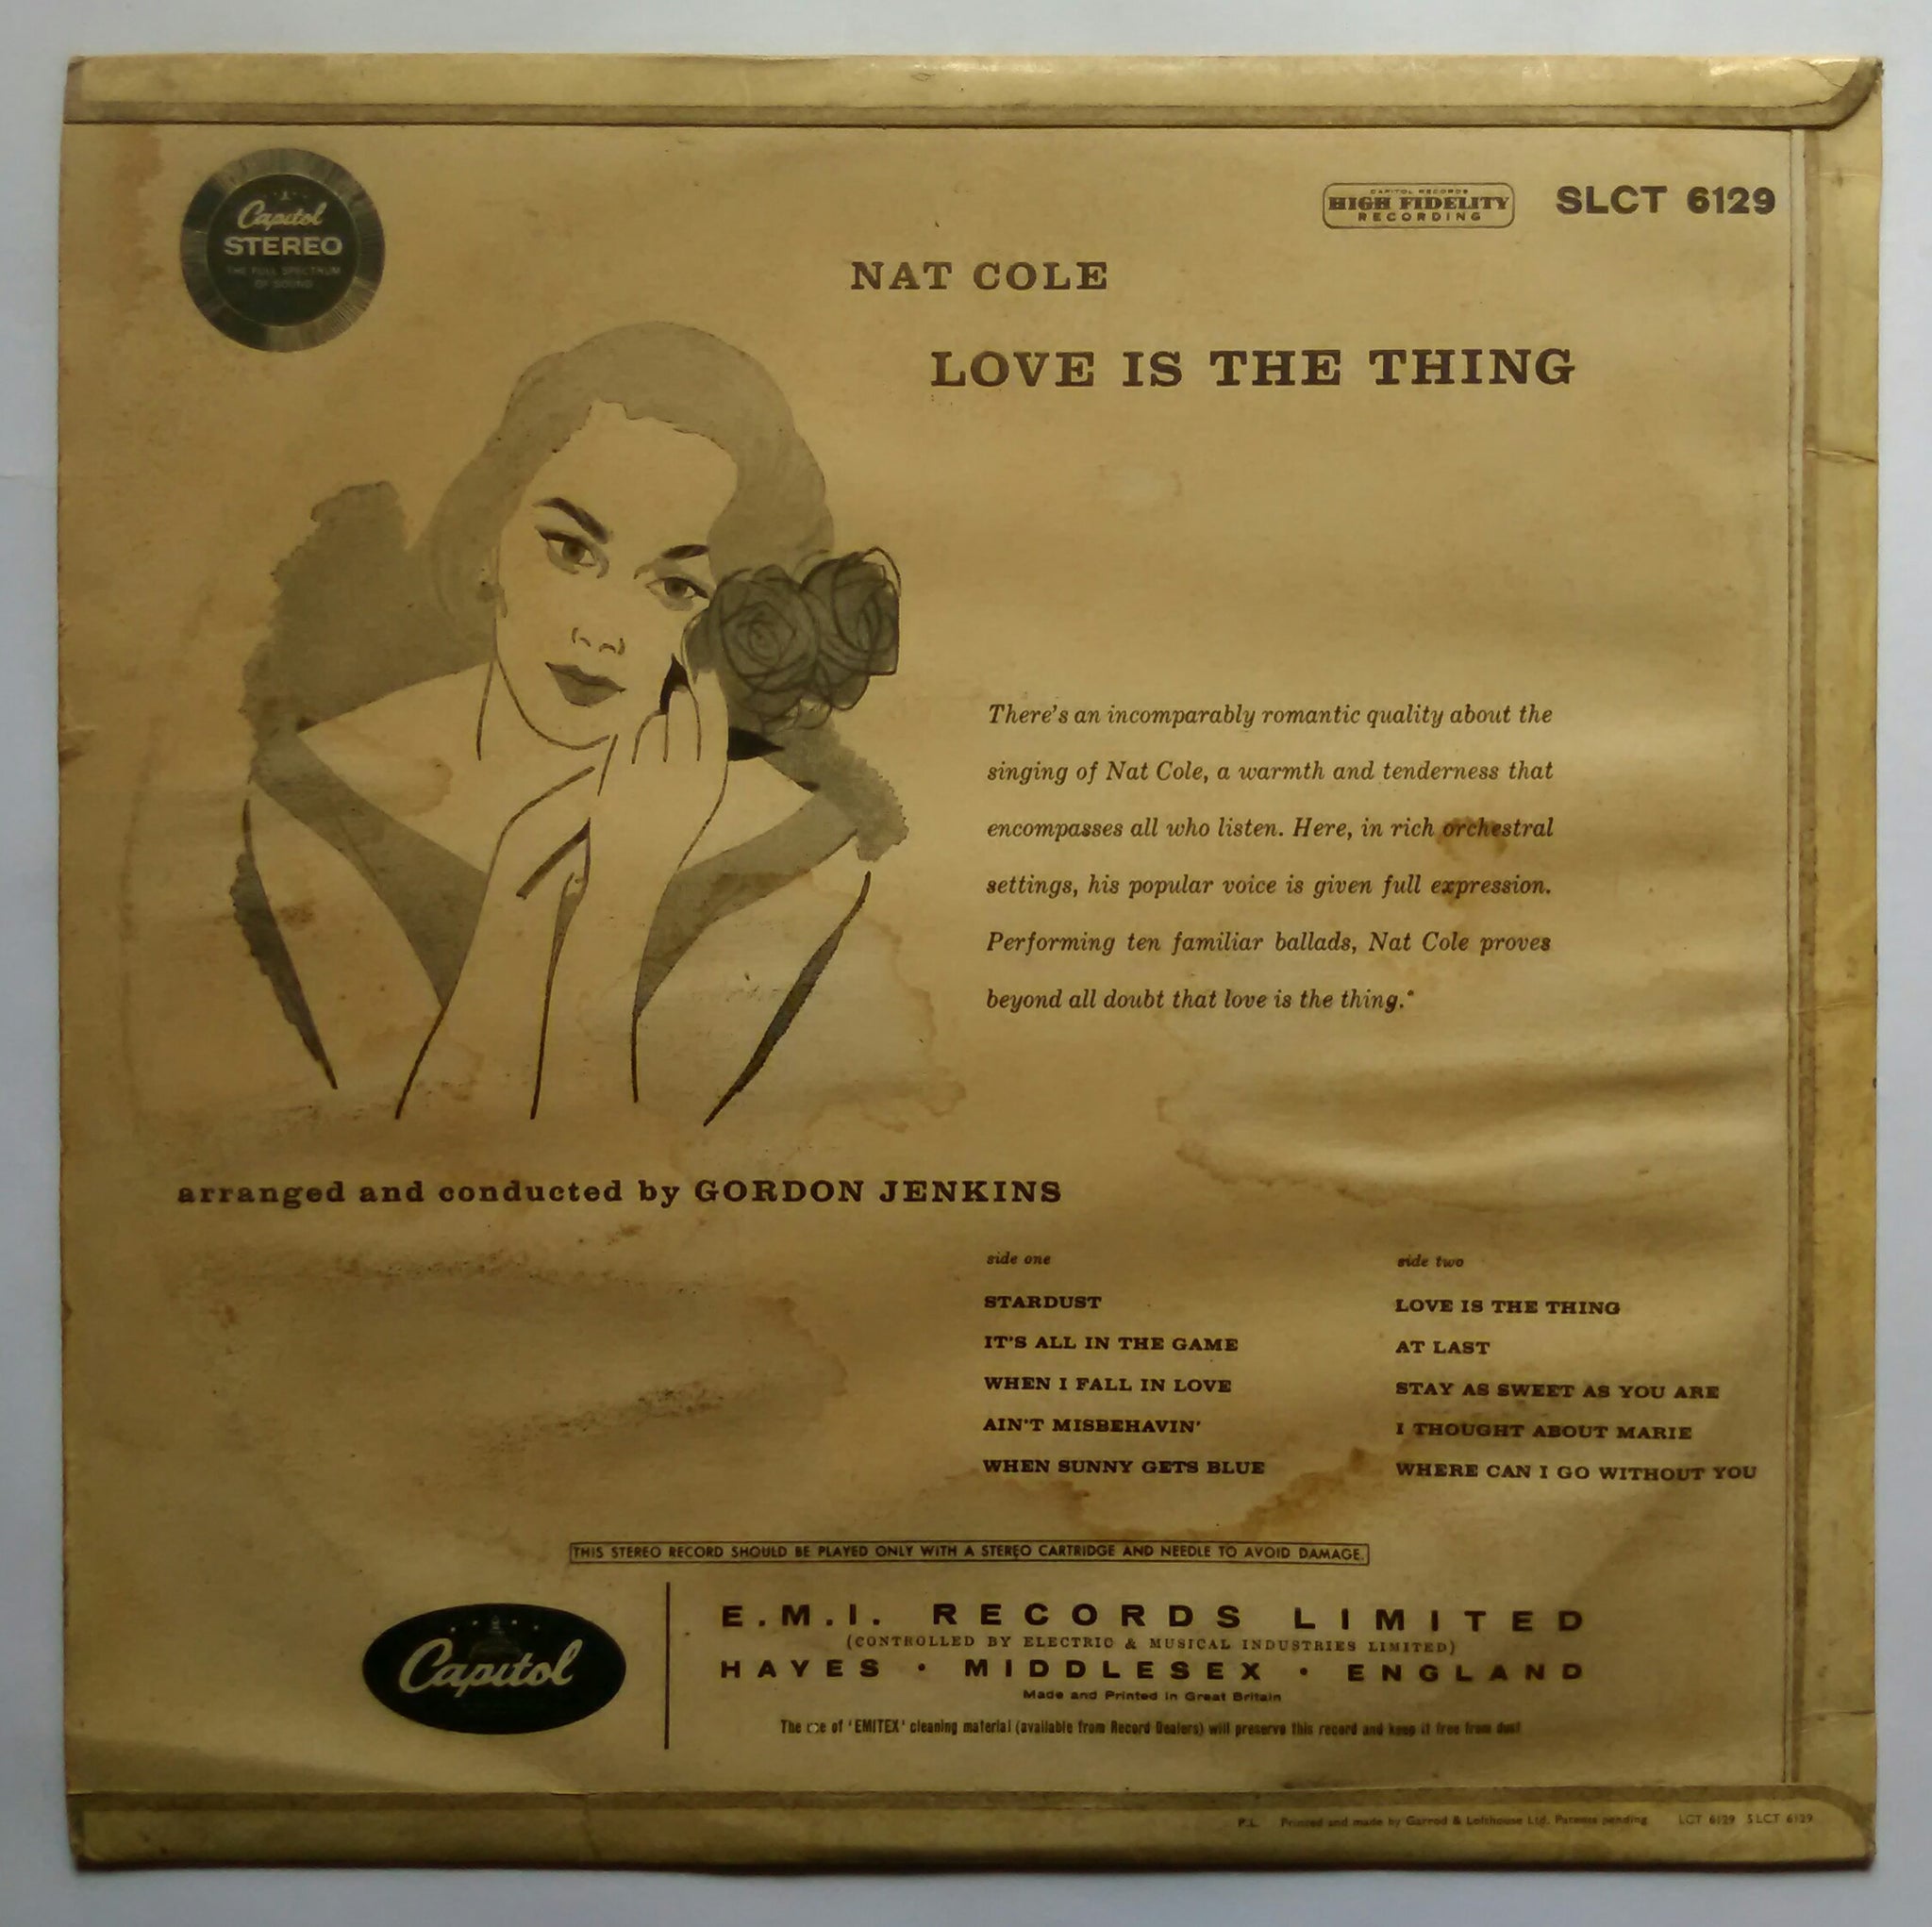 Capitol
STEREO
THE FULL SPECTRUM
OF SOUND
CAPITOL RECORDS
HIGH FIDELITY
RECORDING
SLCT 6129
NAT COLE
LOVE IS THE THING
There's an incomparably romantic quality about the
singing of Nat Cole, a warmth and tenderness that
encompasses all who listen. Here, in rich orchestral
settings, his popular voice is given full expression.
Performing ten familiar ballads, Nat Cole proves
beyond all doubt that love is the thing.
arranged and conducted by GORDON JENKINS
side one
STARDUST
IT'S ALL IN THE GAME
WHEN I FALL IN LOVE
AIN'T MISBEHAVIN'
WHEN SUNNY GETS BLUE
side two
LOVE IS THE THING
AT LAST
STAY AS SWEET AS YOU ARE
I THOUGHT ABOUT MARIE
WHERE CAN I GO WITHOUT YOU
THIS STEREO RECORD SHOULD BE PLAYED ONLY WITH A STEREO CARTRIDGE AND NEEDLE TO AVOID DAMAGE.
Capitol
E.M.I. RECORDS LIMITED
(CONTROLLED BY ELECTRIC & MUSICAL INDUSTRIES LIMITED)
HAYES · MIDDLESEX · ENGLAND
Made and Printed in Great Britain
The use of 'EMITEX' cleaning material (available from Record Dealers) will preserve this record and keep it free from dust
P.L. Printed and made by Garrod & Lofthouse Ltd. Patents pending LCT 6129 SLCT 6129